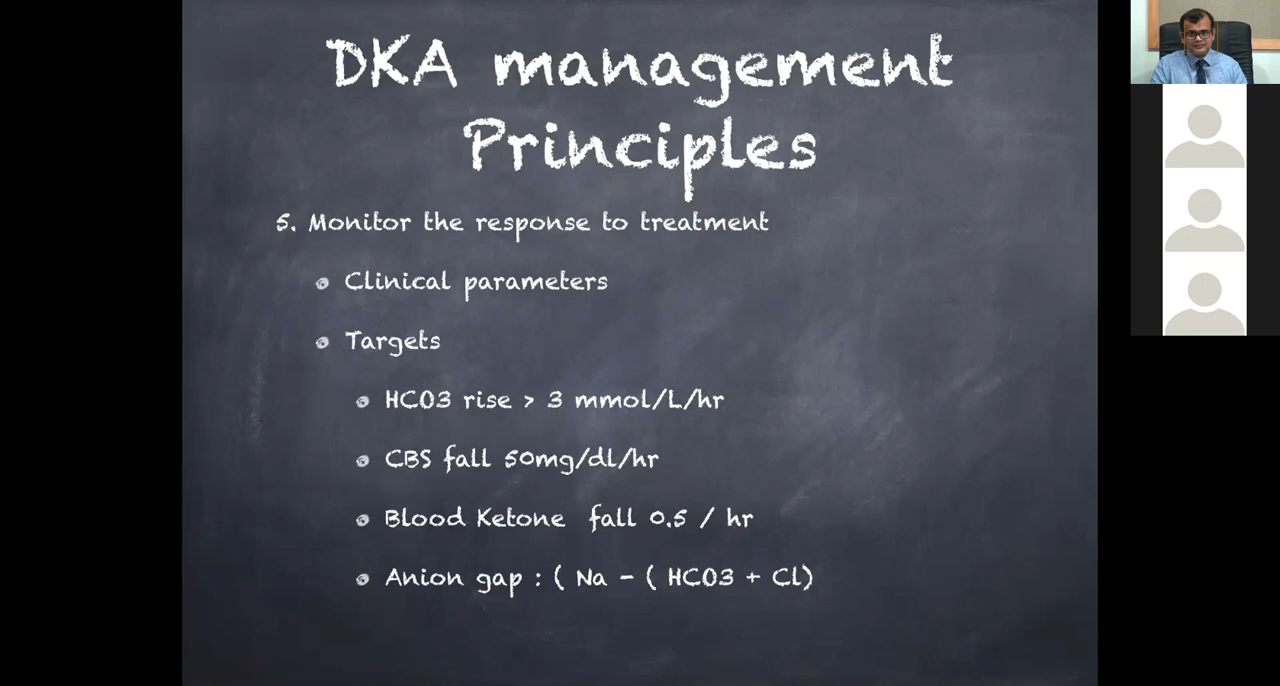 DKA management
Principles
5. Monitor the response to treatment
Clinical parameters
Targets
HCO3 rise > 3 mmol/L/hr
CBS fall 50mg/dl/hr
Blood Ketone fall 0.5 / hr
Anion gap : ( Na - ( HCO3 + Cl)